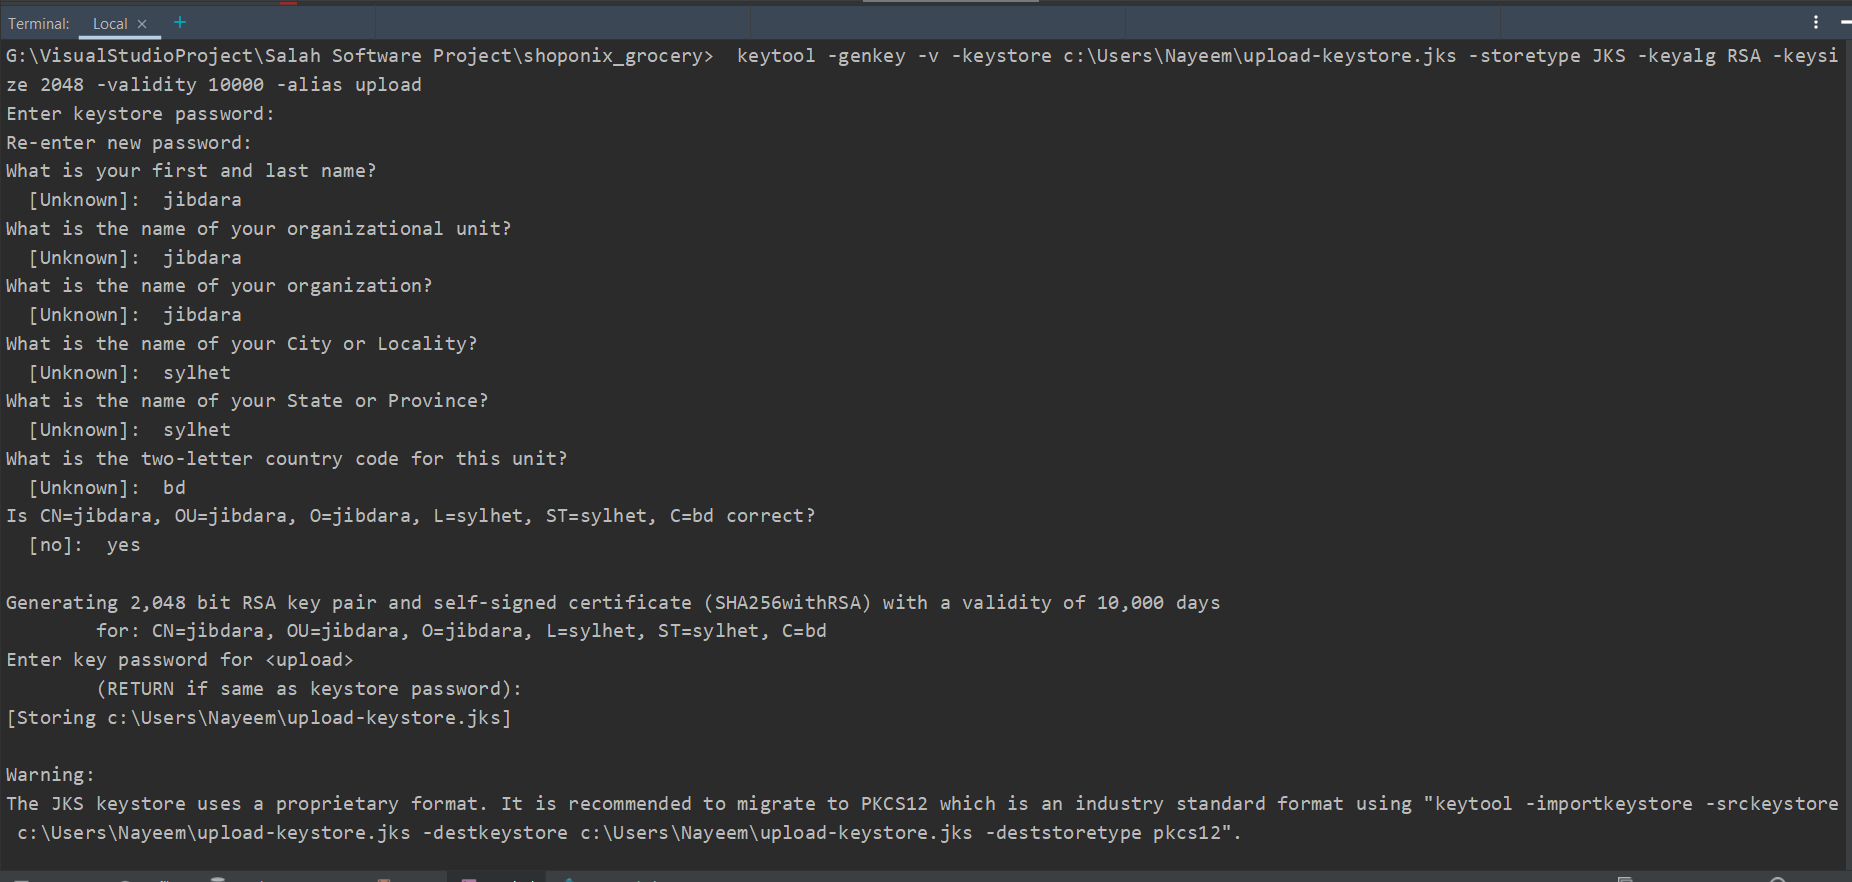 Terminal: Local × +
G:\VisualStudioProject\Salah Software Project\shoponix_grocery>  keytool -genkey -v -keystore c:\Users\Nayeem\upload-keystore.jks -storetype JKS -keyalg RSA -keysi
ze 2048 -validity 10000 -alias upload
Enter keystore password:
Re-enter new password:
What is your first and last name?
  [Unknown]:  jibdara
What is the name of your organizational unit?
  [Unknown]:  jibdara
What is the name of your organization?
  [Unknown]:  jibdara
What is the name of your City or Locality?
  [Unknown]:  sylhet
What is the name of your State or Province?
  [Unknown]:  sylhet
What is the two-letter country code for this unit?
  [Unknown]:  bd
Is CN=jibdara, OU=jibdara, O=jibdara, L=sylhet, ST=sylhet, C=bd correct?
  [no]:  yes
Generating 2,048 bit RSA key pair and self-signed certificate (SHA256withRSA) with a validity of 10,000 days
        for: CN=jibdara, OU=jibdara, O=jibdara, L=sylhet, ST=sylhet, C=bd
Enter key password for <upload>
        (RETURN if same as keystore password):
[Storing c:\Users\Nayeem\upload-keystore.jks]
Warning:
The JKS keystore uses a proprietary format. It is recommended to migrate to PKCS12 which is an industry standard format using "keytool -importkeystore -srckeystore
 c:\Users\Nayeem\upload-keystore.jks -destkeystore c:\Users\Nayeem\upload-keystore.jks -deststoretype pkcs12".